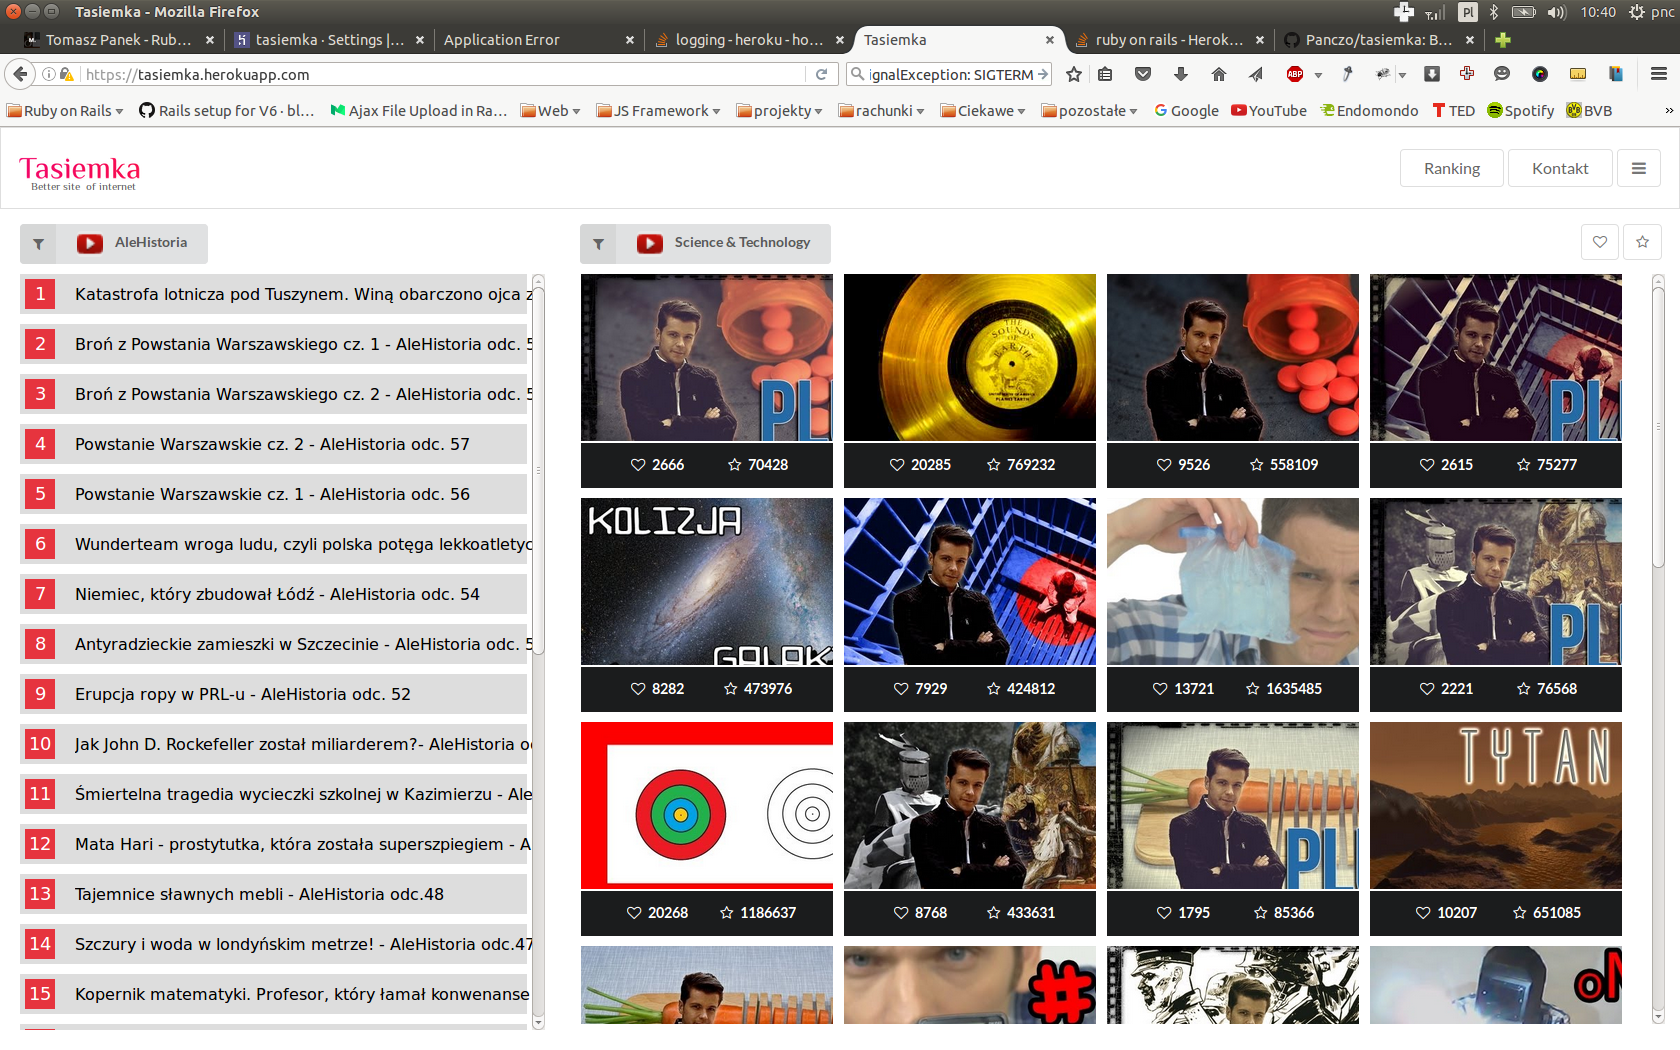 Tasiemka - Mozilla Firefox
Pl
10:40
pnc
Tomasz Panek - Rub...
tasiemka · Settings |...
Application Error
logging - heroku - ho...
Tasiemka
ruby on rails - Herok...
Panczo/tasiemka: B...
https://tasiemka.herokuapp.com
ignalException: SIGTERM
ABP
Ruby on Rails
Rails setup for V6 · bl...
Ajax File Upload in Ra...
Web
JS Framework
projekty
rachunki
Ciekawe
pozostałe
Google
YouTube
Endomondo
TED
Spotify
BVB
»
Tasiemka
Better site of internet
Ranking
Kontakt
AleHistoria
1 Katastrofa lotnicza pod Tuszynem. Winą obarczono ojca z
2 Broń z Powstania Warszawskiego cz. 1 - AleHistoria odc. 5
3 Broń z Powstania Warszawskiego cz. 2 - AleHistoria odc. 5
4 Powstanie Warszawskie cz. 2 - AleHistoria odc. 57
5 Powstanie Warszawskie cz. 1 - AleHistoria odc. 56
6 Wunderteam wroga ludu, czyli polska potęga lekkoatletyc
7 Niemiec, który zbudował Łódź - AleHistoria odc. 54
8 Antyradzieckie zamieszki w Szczecinie - AleHistoria odc. 5
9 Erupcja ropy w PRL-u - AleHistoria odc. 52
10 Jak John D. Rockefeller został miliarderem?- AleHistoria o
11 Śmiertelna tragedia wycieczki szkolnej w Kazimierzu - Ale
12 Mata Hari - prostytutka, która została superszpiegiem - A
13 Tajemnice sławnych mebli - AleHistoria odc.48
14 Szczury i woda w londyńskim metrze! - AleHistoria odc.47
15 Kopernik matematyki. Profesor, który łamał konwenanse
Science & Technology
PL
THE
SOUNDS
OF
EARTH
PLANET EARTH
PL
2666 70428
20285 769232
9526 558109
2615 75277
KOLIZJA
GALAK
PL
8282 473976
7929 424812
13721 1635485
2221 76568
PL
TYTAN
20268 1186637
8768 433631
1795 85366
10207 651085
#
oN